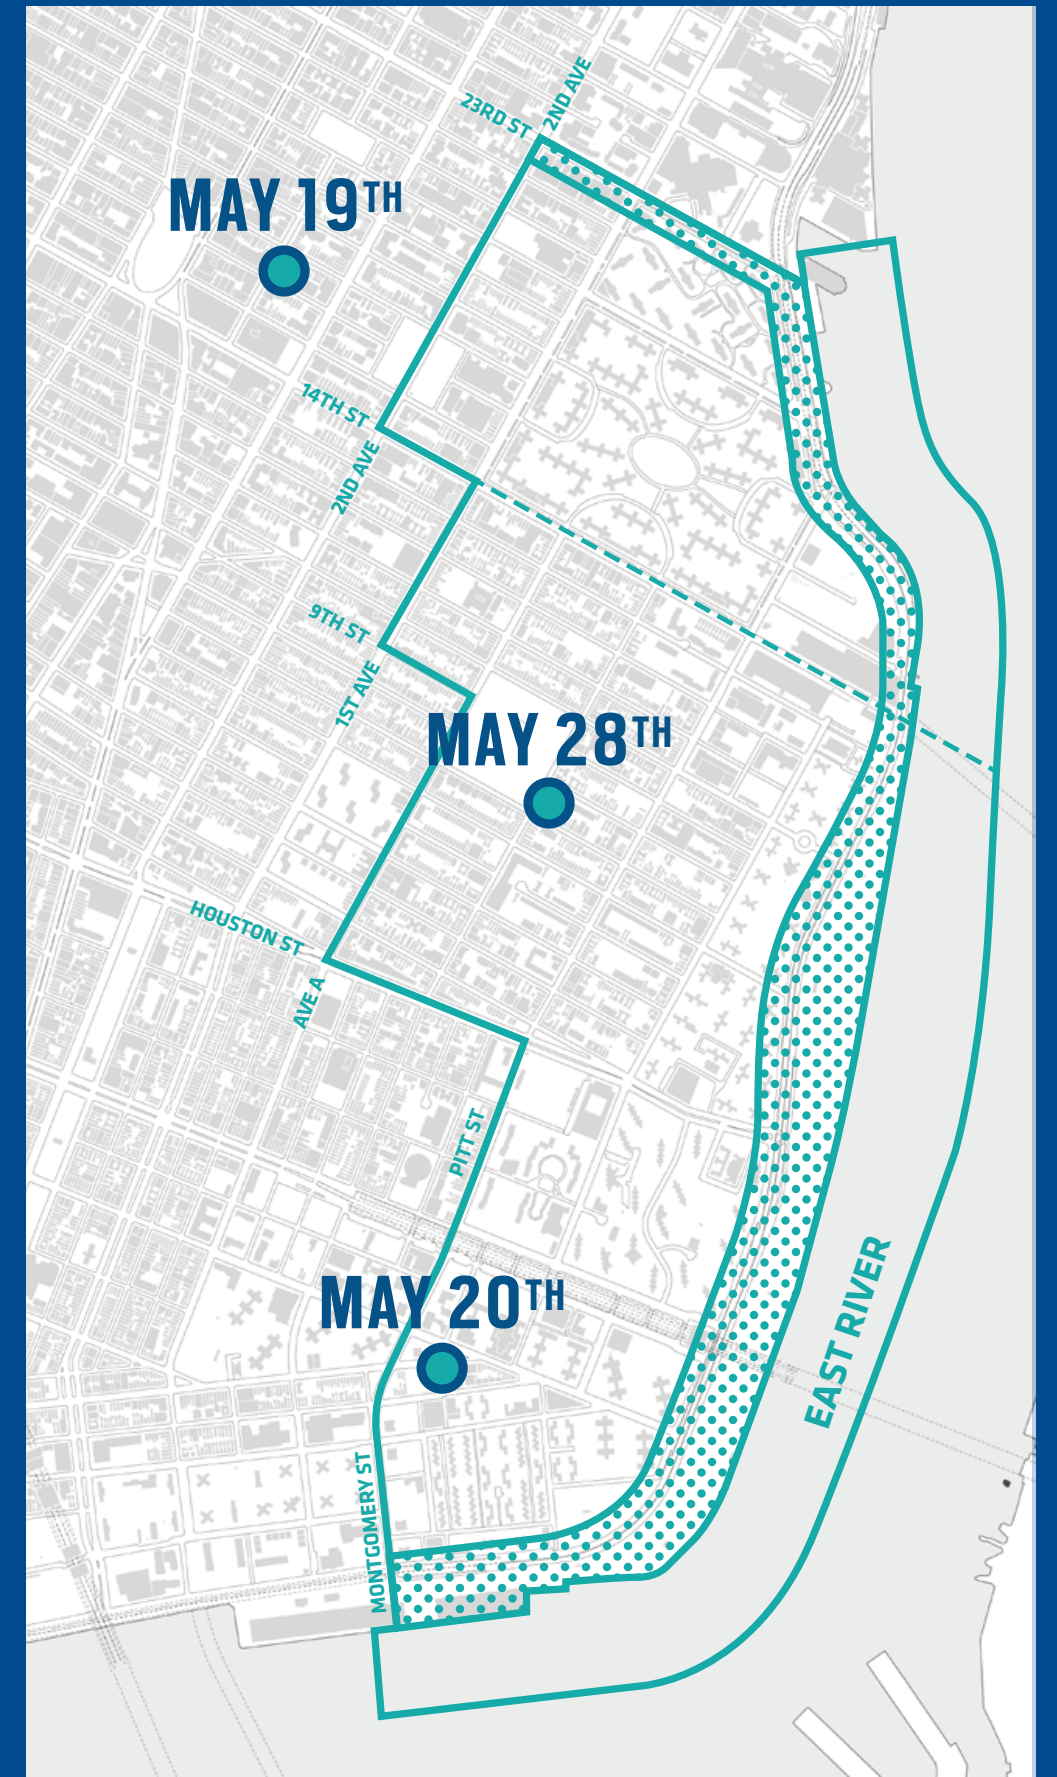 2ND AVE
23RD ST
MAY 19TH
14TH ST
2ND AVE
9TH ST
1ST AVE
MAY 28TH
HOUSTON ST
AVE A
PITT ST
EAST RIVER
MAY 20TH
MONTGOMERY ST